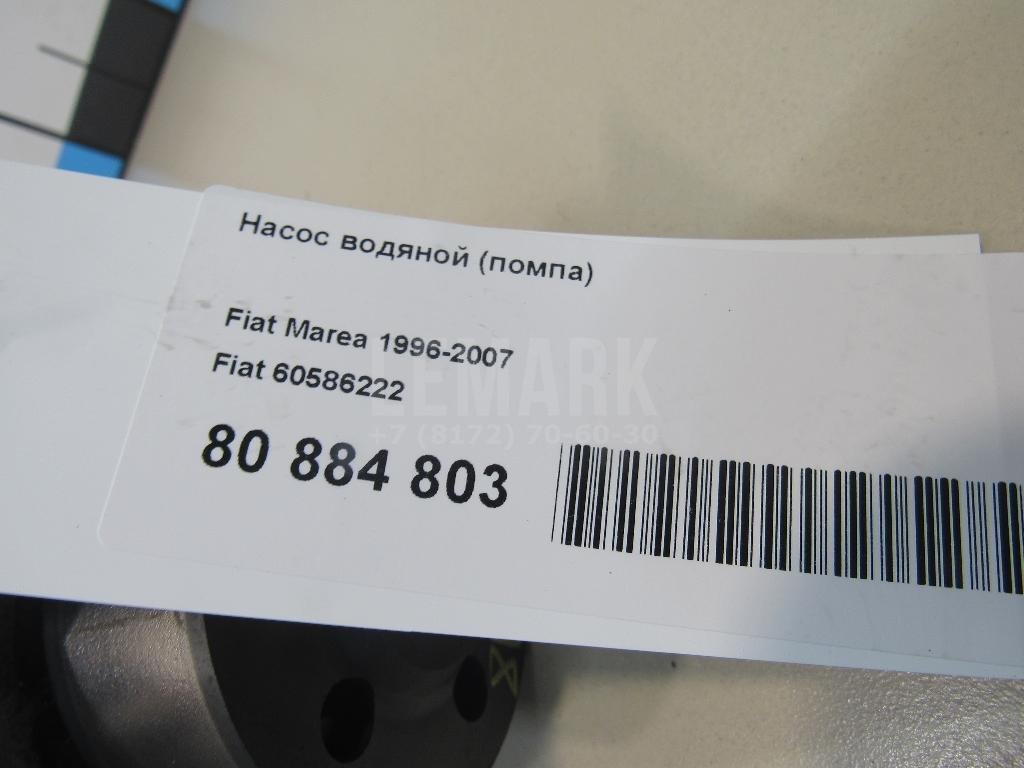 Насос водяной (помпа)
Fiat Marea 1996-2007
Fiat 60586222
LEMARK
+7 (8172) 70-60-30
80 884 803